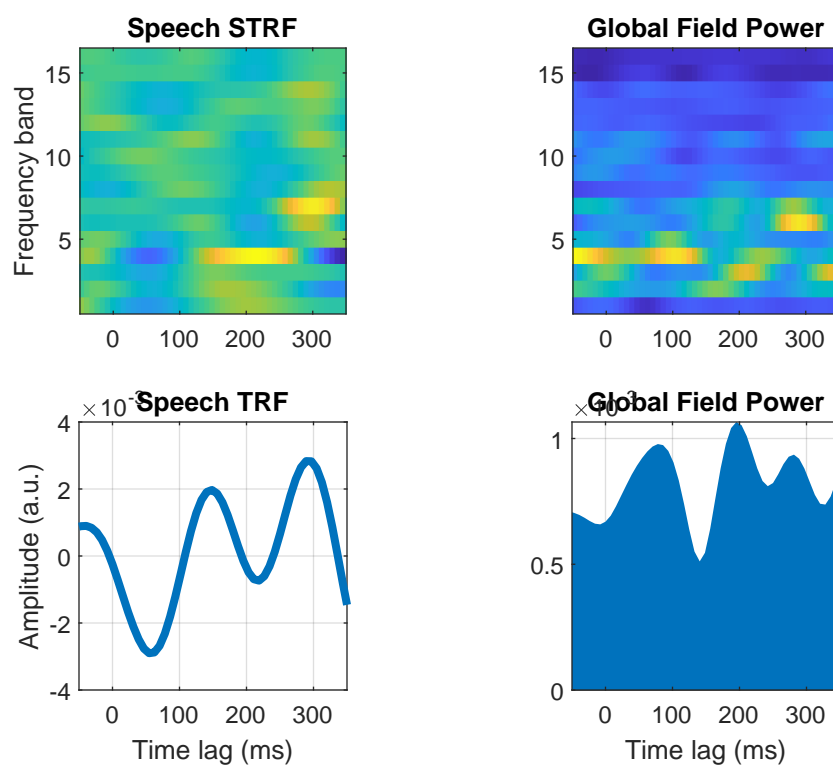 Speech STRF
Frequency band
15
10
5
0 100 200 300
Global Field Power
15
10
5
0 100 200 300
Speech TRF
× 10-3
Amplitude (a.u.)
4
2
0
-2
-4
0 100 200 300
Time lag (ms)
Global Field Power
1
0.5
0
0 100 200 300
Time lag (ms)